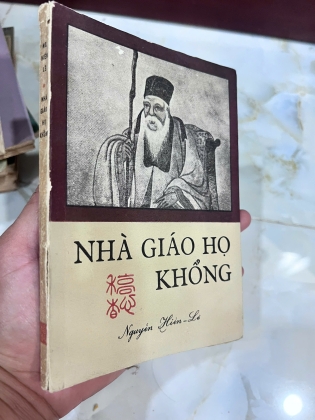 NHÀ GIÁO HỌ
KHỔNG
Nguyễn Hiến-Lê